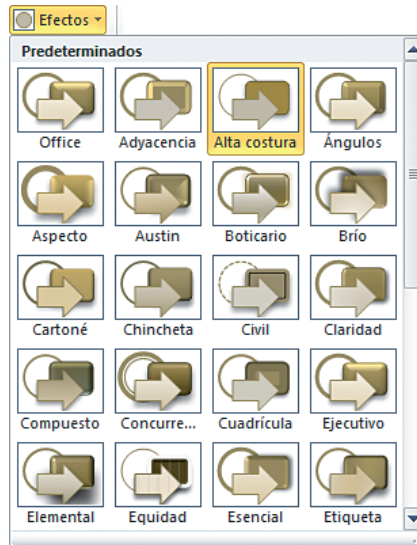 Efectos
Predeterminados
Office Adyacencia Alta costura Ángulos
Aspecto Austin Boticario Brío
Cartoné Chincheta Civil Claridad
Compuesto Concurre... Cuadrícula Ejecutivo
Elemental Equidad Esencial Etiqueta